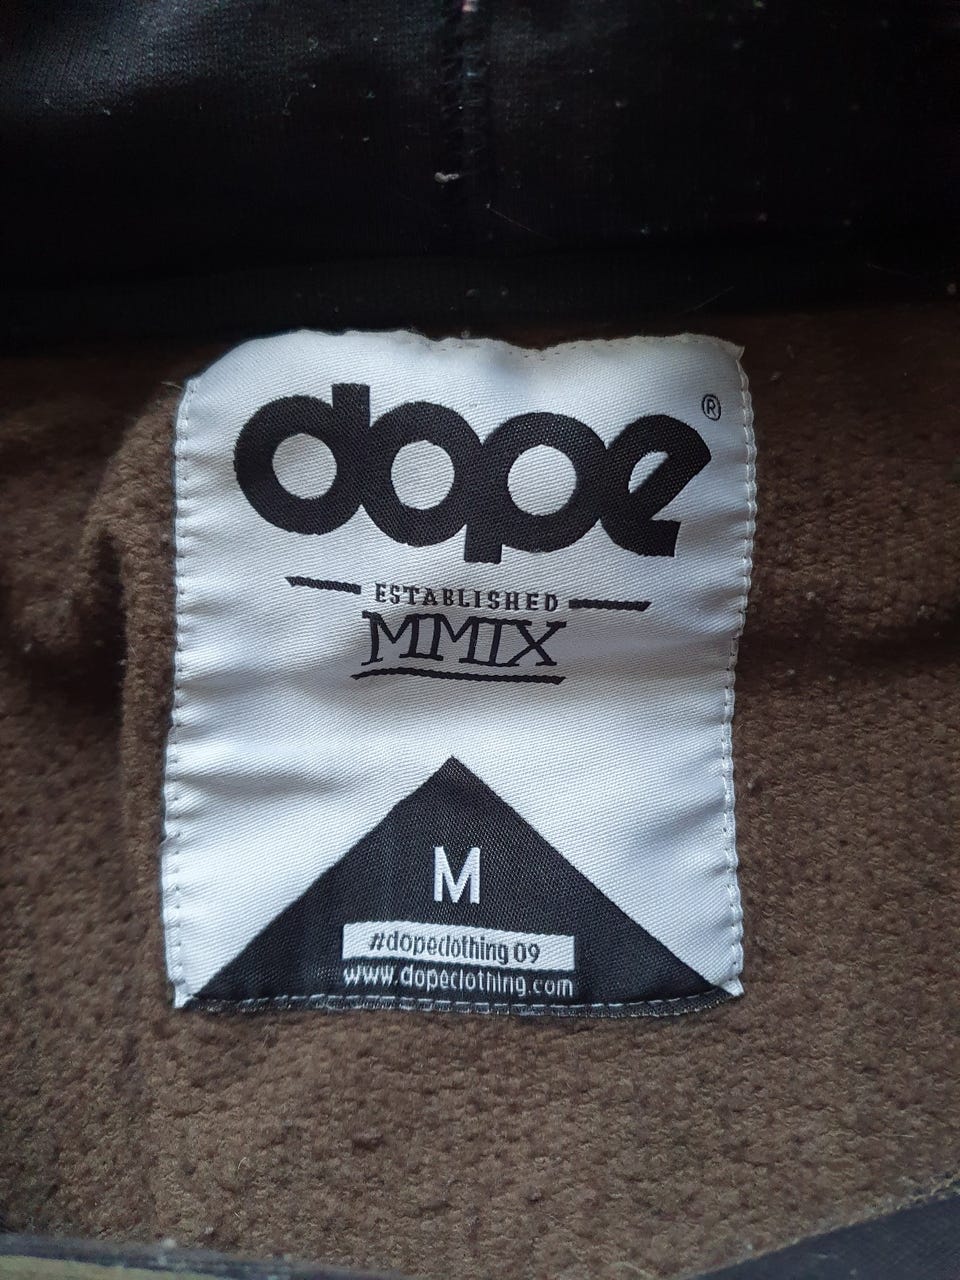 dope®
ESTABLISHED
MMIX
M
#dopeclothing 09
www.dopeclothing.com